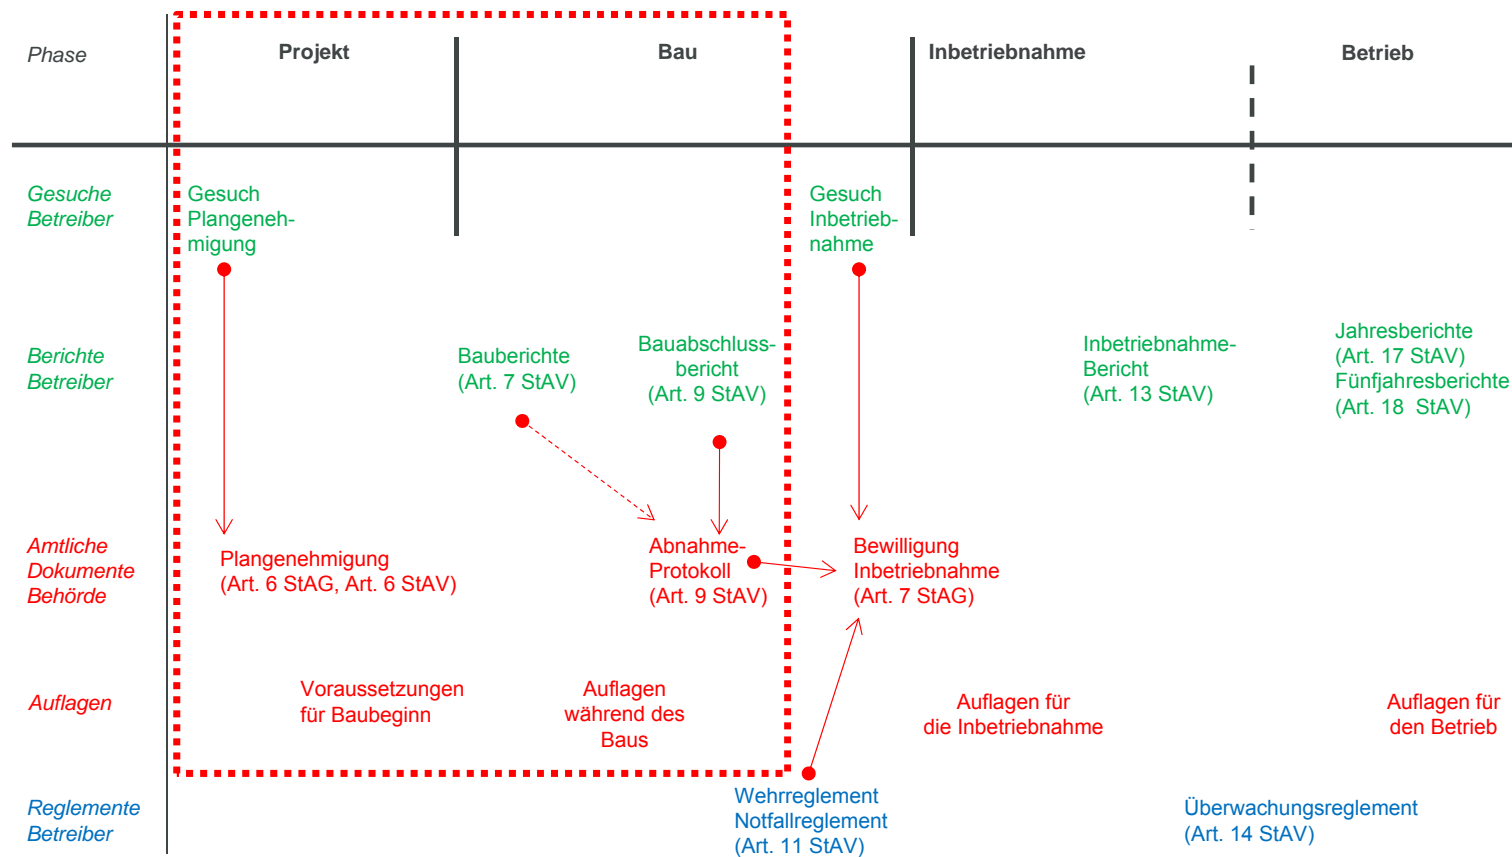 Phase
Projekt
Bau
Inbetriebnahme
Betrieb
Gesuche
Betreiber
Gesuch
Plangeneh-
migung
Gesuch
Inbetrieb-
nahme
Berichte
Betreiber
Bauberichte
(Art. 7 StAV)
Bauabschluss-
bericht
(Art. 9 StAV)
Inbetriebnahme-
Bericht
(Art. 13 StAV)
Jahresberichte
(Art. 17 StAV)
Fünfjahresberichte
(Art. 18 StAV)
Amtliche
Dokumente
Behörde
Plangenehmigung
(Art. 6 StAG, Art. 6 StAV)
Abnahme-
Protokoll
(Art. 9 StAV)
Bewilligung
Inbetriebnahme
(Art. 7 StAG)
Auflagen
Voraussetzungen
für Baubeginn
Auflagen
während des
Baus
Auflagen für
die Inbetriebnahme
Auflagen für
den Betrieb
Reglemente
Betreiber
Wehrreglement
Notfallreglement
(Art. 11 StAV)
Überwachungsreglement
(Art. 14 StAV)